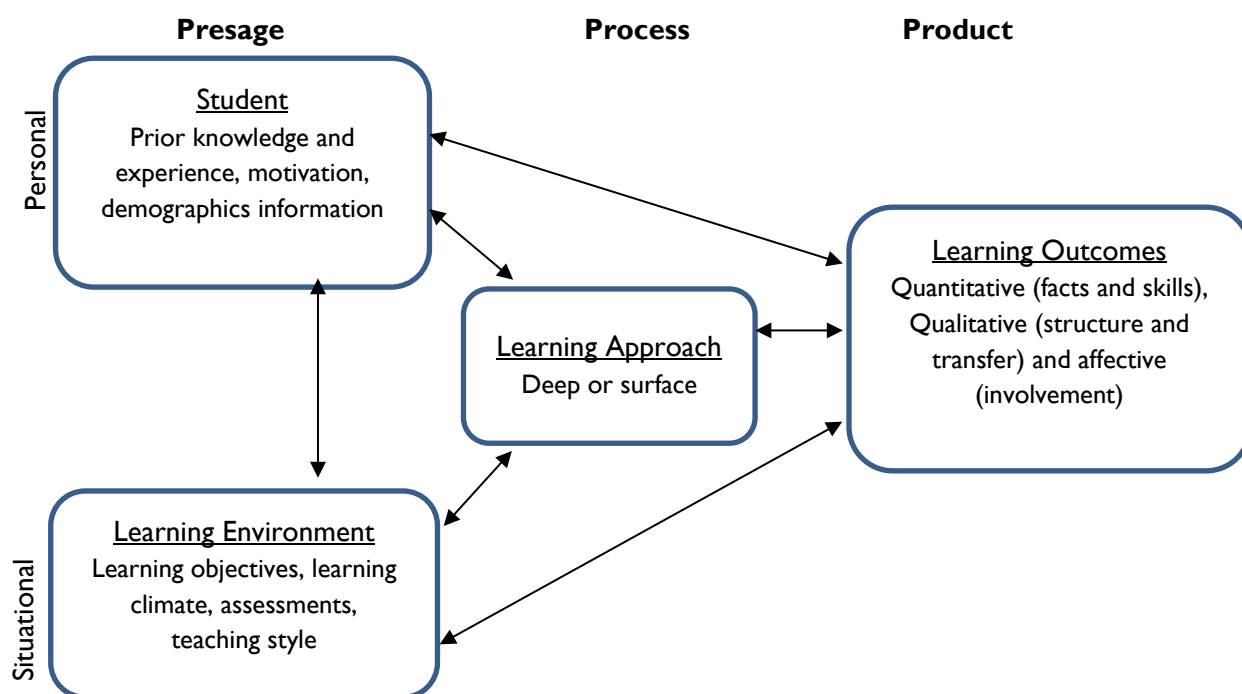 Presage
Process
Product
Personal
Student
Prior knowledge and
experience, motivation,
demographics information
Learning Approach
Deep or surface
Learning Outcomes
Quantitative (facts and skills),
Qualitative (structure and
transfer) and affective
(involvement)
Situational
Learning Environment
Learning objectives, learning
climate, assessments,
teaching style